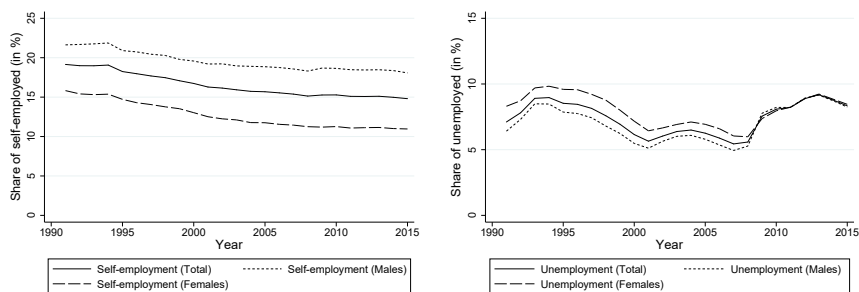 Share of self-employed (in %)
25
20
15
10
5
0
1990 1995 2000 2005 2010 2015
Year
Self-employment (Total) Self-employment (Males)
Self-employment (Females)
Share of unemployed (in %)
15
10
5
0
1990 1995 2000 2005 2010 2015
Year
Unemployment (Total) Unemployment (Males)
Unemployment (Females)